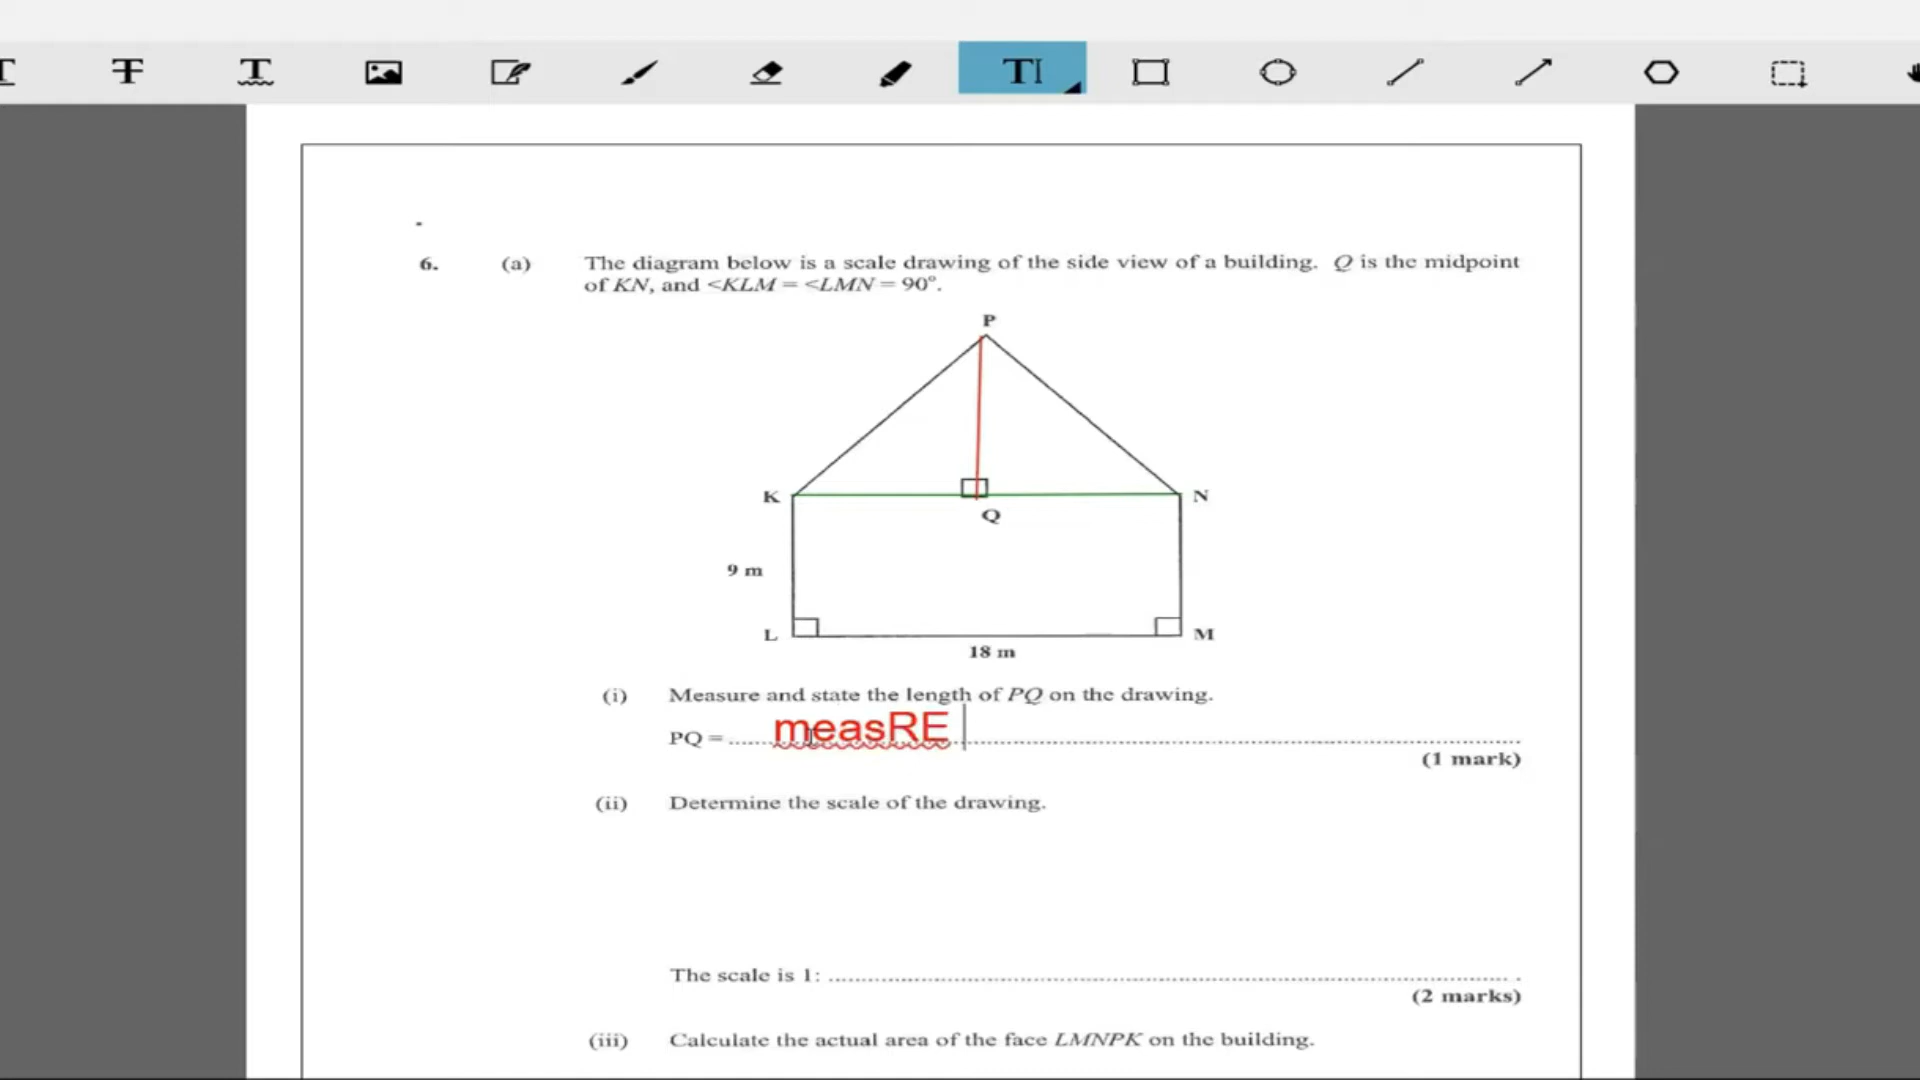 6. (a) The diagram below is a scale drawing of the side view of a building. Q is the midpoint
of KN, and <KLM = <LMN = 90°.
P
K N
Q
9 m
L M
18 m
(i) Measure and state the length of PQ on the drawing.
PQ = measRE
(1 mark)
(ii) Determine the scale of the drawing.
The scale is 1:
(2 marks)
(iii) Calculate the actual area of the face LMNPK on the building.